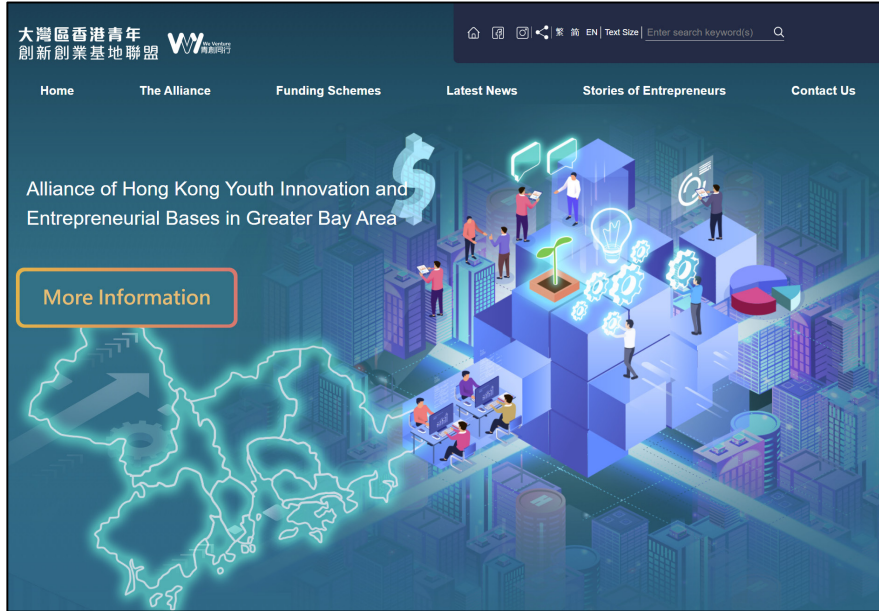 大灣區香港青年
創新創業基地聯盟
We Venture
青創同行
繁 簡 EN Text Size Enter search keyword(s)
Home The Alliance Funding Schemes Latest News Stories of Entrepreneurs Contact Us
Alliance of Hong Kong Youth Innovation and
Entrepreneurial Bases in Greater Bay Area
More Information